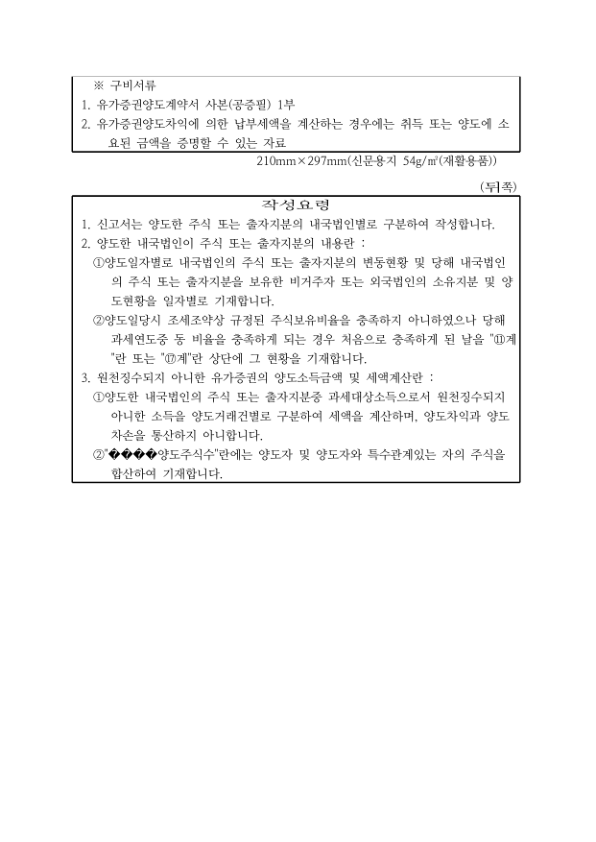 ※ 구비서류
1. 유가증권양도계약서 사본(공증필) 1부
2. 유가증권양도차익에 의한 납부세액을 계산하는 경우에는 취득 또는 양도에 소
요된 금액을 증명할 수 있는 자료
210mm×297mm(신문용지 54g/㎡(재활용품))
(뒤쪽)
작성요령
1. 신고서는 양도한 주식 또는 출자지분의 내국법인별로 구분하여 작성합니다.
2. 양도한 내국법인이 주식 또는 출자지분의 내용란 :
①양도일자별로 내국법인의 주식 또는 출자지분의 변동현황 및 당해 내국법인
의 주식 또는 출자지분을 보유한 비거주자 또는 외국법인의 소유지분 및 양
도현황을 일자별로 기재합니다.
②양도일당시 조세조약상 규정된 주식보유비율을 충족하지 아니하였으나 당해
과세연도중 동 비율을 충족하게 되는 경우 처음으로 충족하게 된 날을 "⑪계
"란 또는 "⑰계"란 상단에 그 현황을 기재합니다.
3. 원천징수되지 아니한 유가증권의 양도소득금액 및 세액계산란 :
①양도한 내국법인의 주식 또는 출자지분중 과세대상소득으로서 원천징수되지
아니한 소득을 양도거래건별로 구분하여 세액을 계산하며, 양도차익과 양도
차손을 통산하지 아니합니다.
②"����양도주식수"란에는 양도자 및 양도자와 특수관계있는 자의 주식을
합산하여 기재합니다.